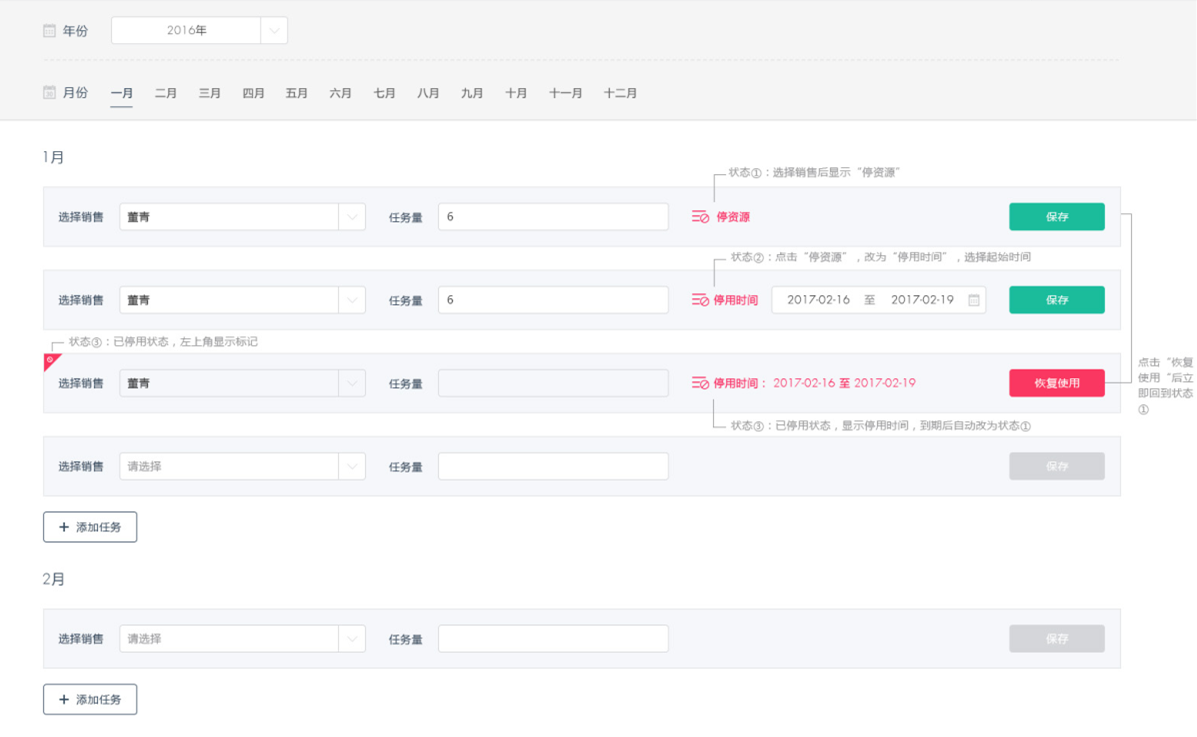 年份 2016年
月份 一月 二月 三月 四月 五月 六月 七月 八月 九月 十月 十一月 十二月
1月
状态①：选择销售后显示“停资源”
选择销售 董青 任务量 6 停资源 保存
状态②：点击“停资源”，改为“停用时间”，选择起始时间
选择销售 董青 任务量 6 停用时间 2017-02-16 至 2017-02-19 保存
状态③：已停用状态，左上角显示标记
选择销售 董青 任务量 停用时间： 2017-02-16 至 2017-02-19 恢复使用
点击“恢复
使用“后立
即回到状态
①
状态③：已停用状态，显示停用时间，到期后自动改为状态①
选择销售 请选择 任务量 保存
+ 添加任务
2月
选择销售 请选择 任务量 保存
+ 添加任务